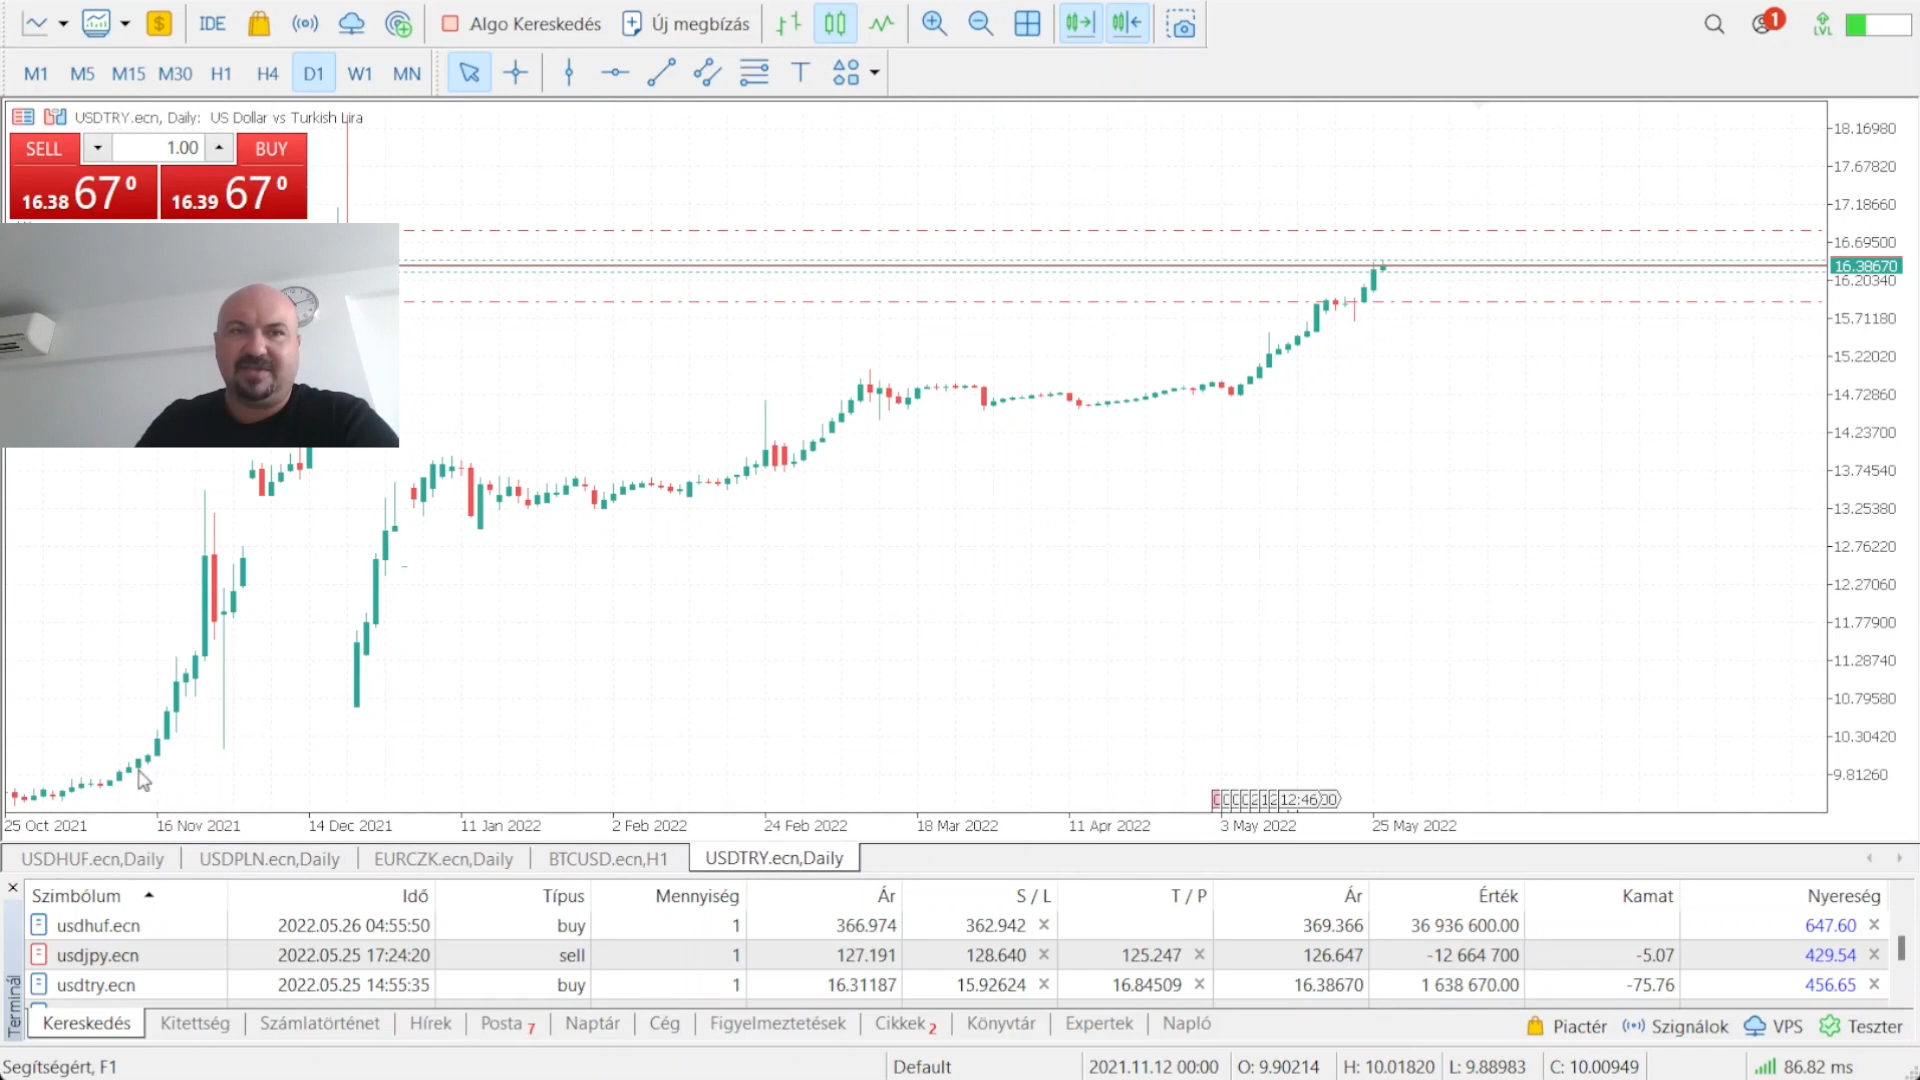 IDE Algo Kereskedés Új megbízás 1 LVL
M1 M5 M15 M30 H1 H4 D1 W1 MN T
USDTRY.ecn, Daily: US Dollar vs Turkish Lira
SELL 1.00 BUY
16.38 67 0 16.39 67 0
18.16980
17.67820
17.18660
16.69500
16.38670
16.20340
15.71180
15.22020
14.72860
14.23700
13.74540
13.25380
12.76220
12.27060
11.77900
11.28740
10.79580
10.30420
9.81260
12:46
25 Oct 2021 16 Nov 2021 14 Dec 2021 11 Jan 2022 2 Feb 2022 24 Feb 2022 18 Mar 2022 11 Apr 2022 3 May 2022 25 May 2022
USDHUF.ecn,Daily USDPLN.ecn,Daily EURCZK.ecn,Daily BTCUSD.ecn,H1 USDTRY.ecn,Daily
Szimbólum Idő Típus Mennyiség Ár S / L T / P Ár Érték Kamat Nyereség
usdhuf.ecn 2022.05.26 04:55:50 buy 1 366.974 362.942 369.366 36 936 600.00 647.60
usdjpy.ecn 2022.05.25 17:24:20 sell 1 127.191 128.640 125.247 126.647 -12 664 700 -5.07 429.54
usdtry.ecn 2022.05.25 14:55:35 buy 1 16.31187 15.92624 16.84509 16.38670 1 638 670.00 -75.76 456.65
Terminál
Kereskedés Kitettség Számlatörténet Hírek Posta 7 Naptár Cég Figyelmeztetések Cikkek 2 Könyvtár Expertek Napló Piactér Szignálok VPS Teszter
Segítségért, F1 Default 2021.11.12 00:00 O: 9.90214 H: 10.01820 L: 9.88983 C: 10.00949 86.82 ms